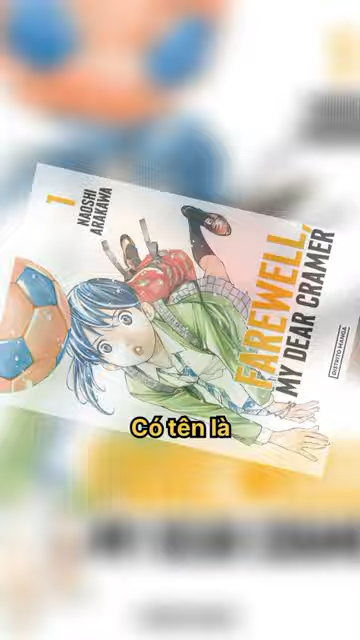 1
NAOSHI
ARAKAWA
FAREWELL,
MY DEAR CRAMER
DISTRITO MANGA
Có tên là